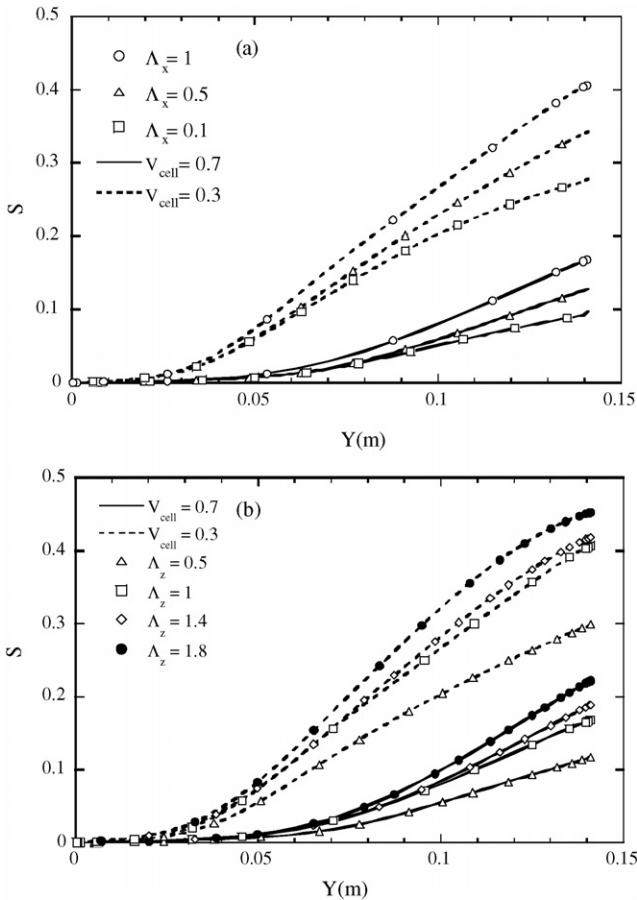 0.5
(a)
Λx = 1
Λx = 0.5
Λx = 0.1
Vcell = 0.7
Vcell = 0.3
0.4
0.3
S
0.2
0.1
0
0 0.05 0.1 0.15
Y(m)
0.5
Vcell = 0.7
(b)
Vcell = 0.3
Λz = 0.5
Λz = 1
Λz = 1.4
Λz = 1.8
0.4
0.3
S
0.2
0.1
0
0 0.05 0.1 0.15
Y(m)